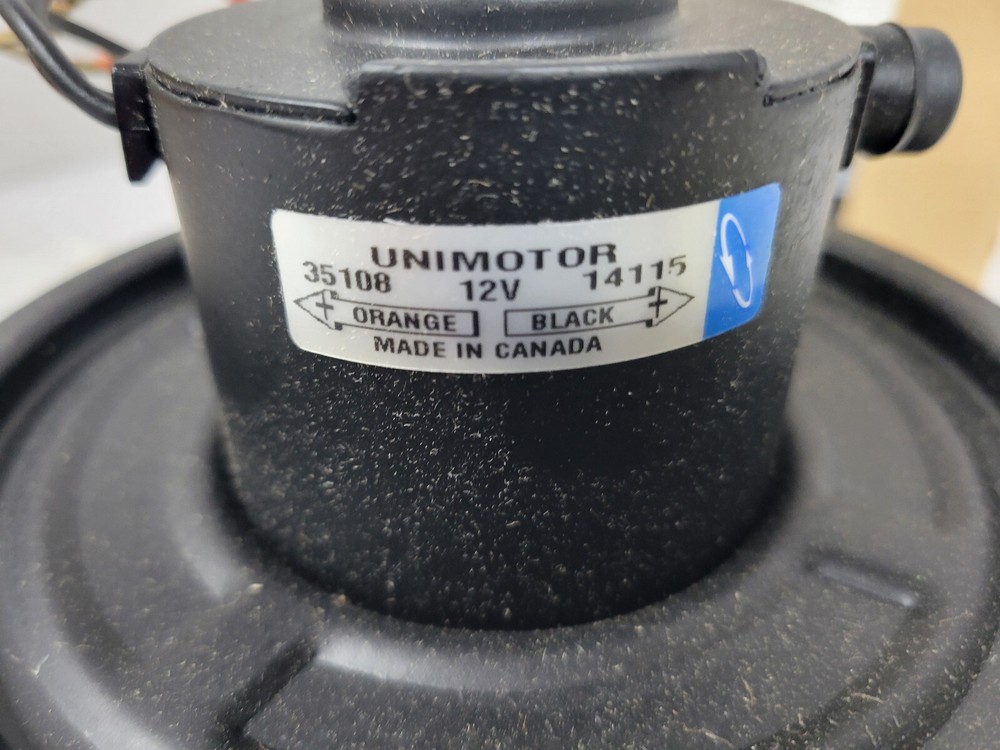 UNIMOTOR
35108 12V 14115
+ ORANGE BLACK +
MADE IN CANADA